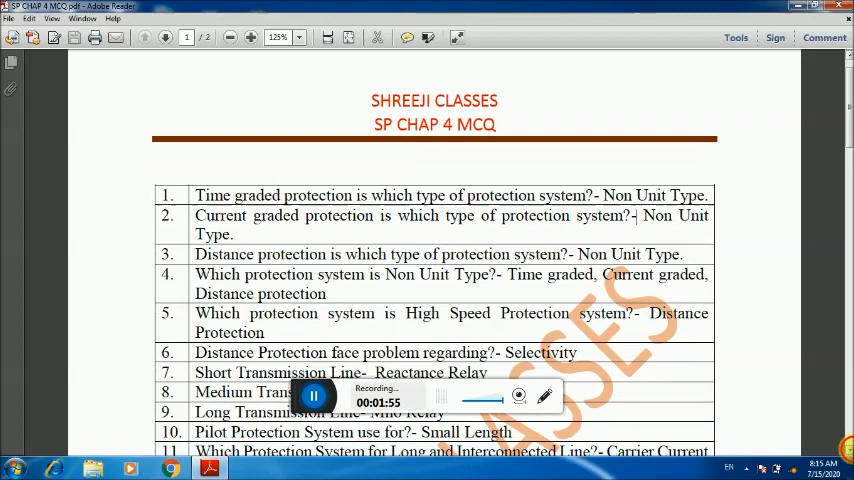 SP CHAP 4 MCQ.pdf - Adobe Reader
File Edit View Window Help
1 / 2 125% Tools Sign Comment
SHREEJI CLASSES
SP CHAP 4 MCQ
1. Time graded protection is which type of protection system?- Non Unit Type.
2. Current graded protection is which type of protection system?- Non Unit
Type.
3. Distance protection is which type of protection system?- Non Unit Type.
4. Which protection system is Non Unit Type?- Time graded, Current graded,
Distance protection
5. Which protection system is High Speed Protection system?- Distance
Protection
6. Distance Protection face problem regarding?- Selectivity
7. Short Transmission Line- Reactance Relay
8. Medium Trans
9. Long Transmission Line- Mho Relay
10. Pilot Protection System use for?- Small Length
11 Which Protection System for Long and Interconnected Line?- Carrier Current
ASSES
Recording...
00:01:55
EN
8:15 AM
7/15/2020